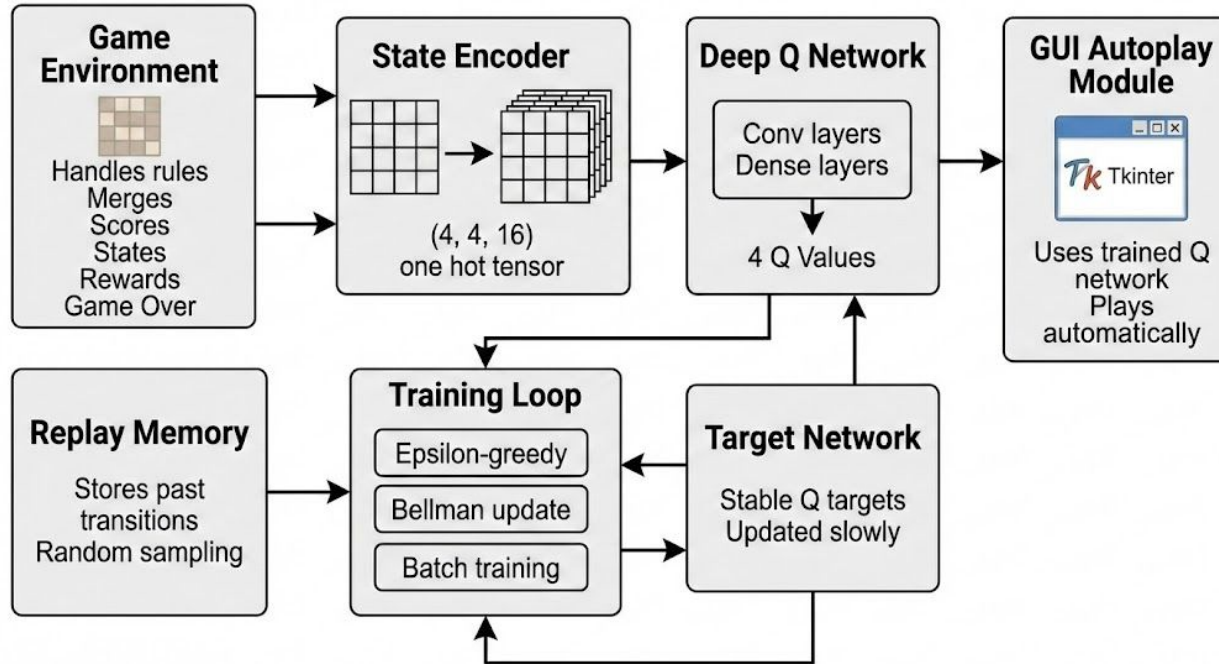 Game
Environment
Handles rules
Merges
Scores
States
Rewards
Game Over
State Encoder
(4, 4, 16)
one hot tensor
Deep Q Network
Conv layers
Dense layers
4 Q Values
GUI Autoplay
Module
Tk Tkinter
Uses trained Q
network
Plays
automatically
Replay Memory
Stores past
transitions
Random sampling
Training Loop
Epsilon-greedy
Bellman update
Batch training
Target Network
Stable Q targets
Updated slowly